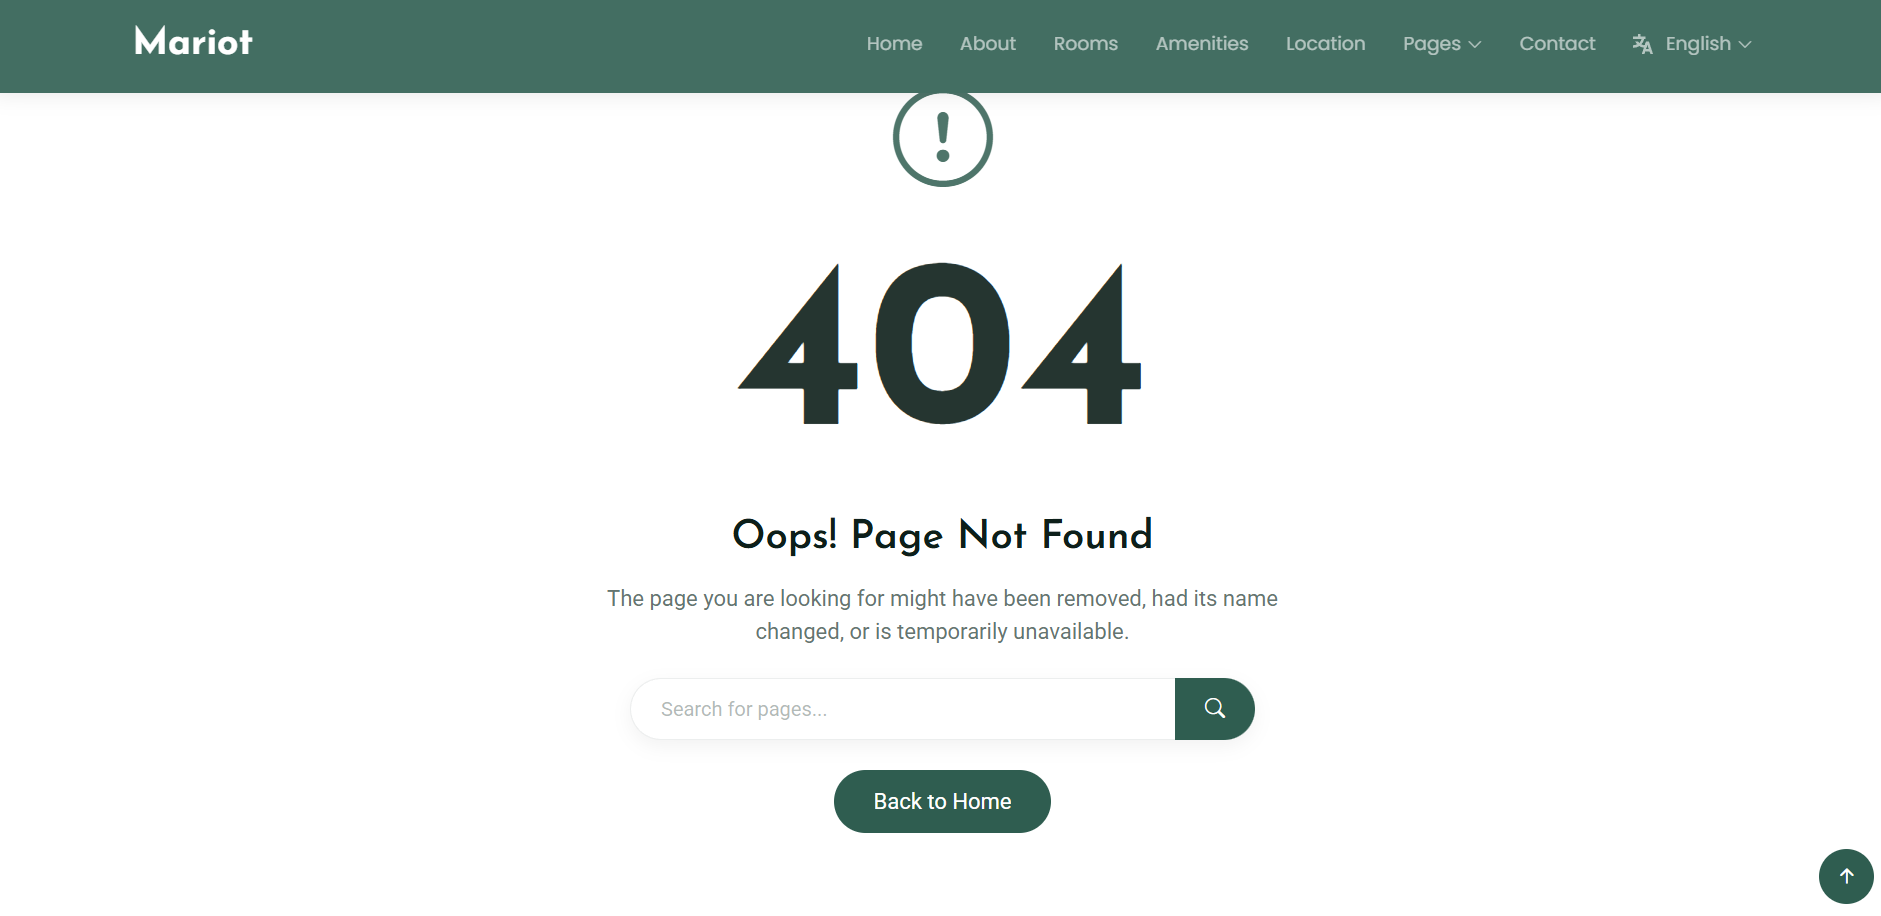 Mariot
Home About Rooms Amenities Location Pages Contact English
404
Oops! Page Not Found
The page you are looking for might have been removed, had its name
changed, or is temporarily unavailable.
Search for pages...
Back to Home